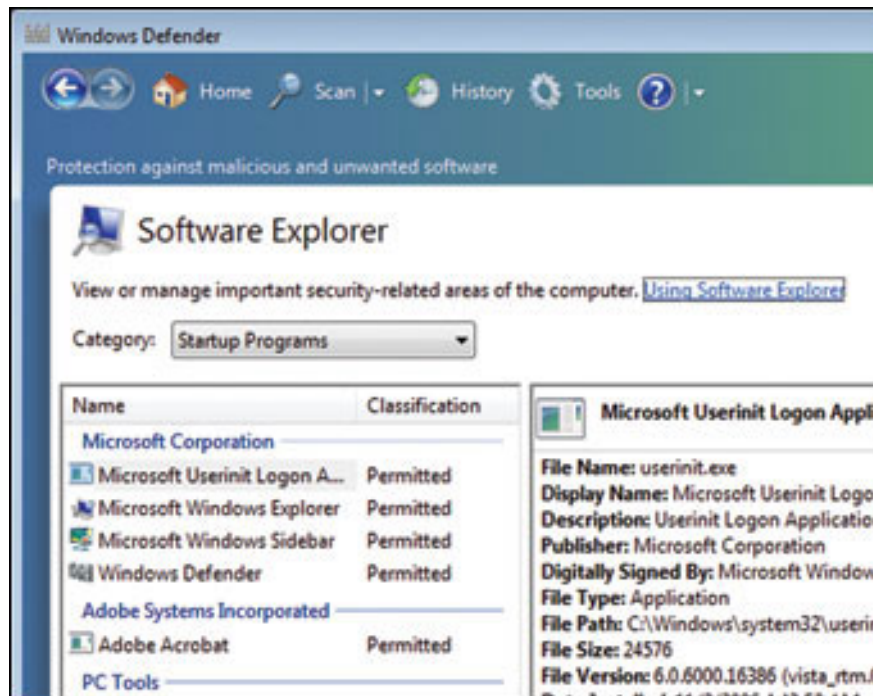 Windows Defender
Home Scan History Tools
Protection against malicious and unwanted software
Software Explorer
View or manage important security-related areas of the computer. Using Software Explorer
Category: Startup Programs
Name Classification
Microsoft Corporation
Microsoft Userinit Logon A... Permitted
Microsoft Windows Explorer Permitted
Microsoft Windows Sidebar Permitted
Windows Defender Permitted
Adobe Systems Incorporated
Adobe Acrobat Permitted
PC Tools
Microsoft Userinit Logon Appli
File Name: userinit.exe
Display Name: Microsoft Userinit Logo
Description: Userinit Logon Applicatio
Publisher: Microsoft Corporation
Digitally Signed By: Microsoft Window
File Type: Application
File Path: C:\Windows\system32\userin
File Size: 24576
File Version: 6.0.6000.16386 (vista_rtm.